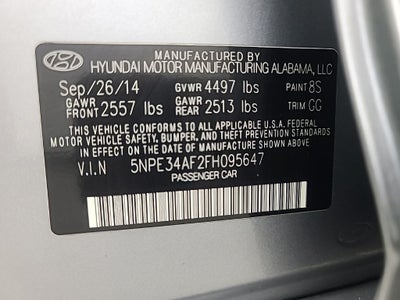 MANUFACTURED BY
HYUNDAI MOTOR MANUFACTURING ALABAMA, LLC
Sep/26/14 GVWR 4497 lbs PAINT 8S
GAWR FRONT 2557 lbs GAWR REAR 2513 lbs TRIM GG
THIS VEHICLE CONFORMS TO ALL APPLICABLE U.S.A FEDERAL
MOTOR VEHICLE SAFETY, BUMPER, AND THEFT PREVENTION STANDARDS
IN EFFECT ON THE DATE OF MANUFACTURE SHOWN ABOVE.
V.I.N 5NPE34AF2FH095647
PASSENGER CAR